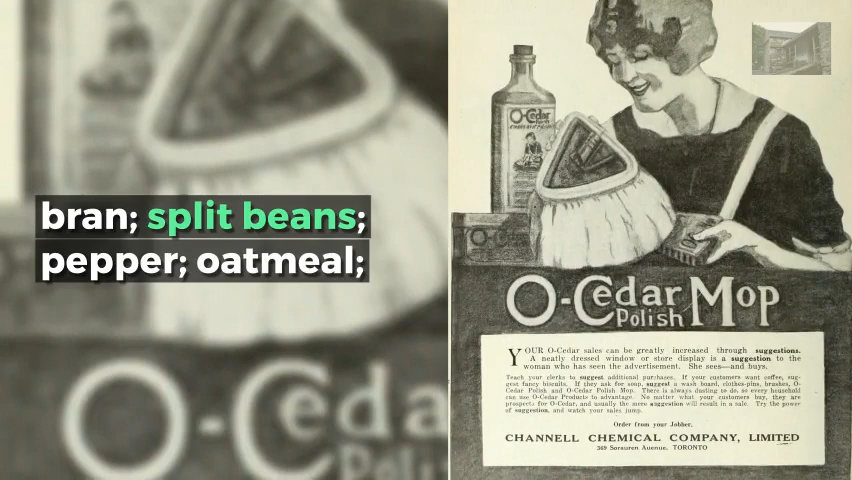 bran; split beans;
pepper; oatmeal;
O-Cedar
O-Cedar
O-Cedar Mop
Polish
YOUR O-Cedar sales can be greatly increased through suggestions.
A neatly dressed window or store display is a suggestion to the
woman who has seen the advertisement. She sees—and buys.
Teach your clerks to suggest additional purchases. If your customers want coffee, sug-
gest fancy biscuits. If they ask for soap, suggest a wash board, clothes-pins, brushes, O-
Cedar Polish and O-Cedar Polish Mop. There is always dusting to do, so every household
can use O-Cedar Products to advantage. No matter what your customers buy, they are
prospects for O-Cedar, and usually the mere suggestion will result in a sale. Try the power
of suggestion, and watch your sales jump.
Order from your Jobber.
CHANNELL CHEMICAL COMPANY, LIMITED
369 Sorauren Avenue, TORONTO